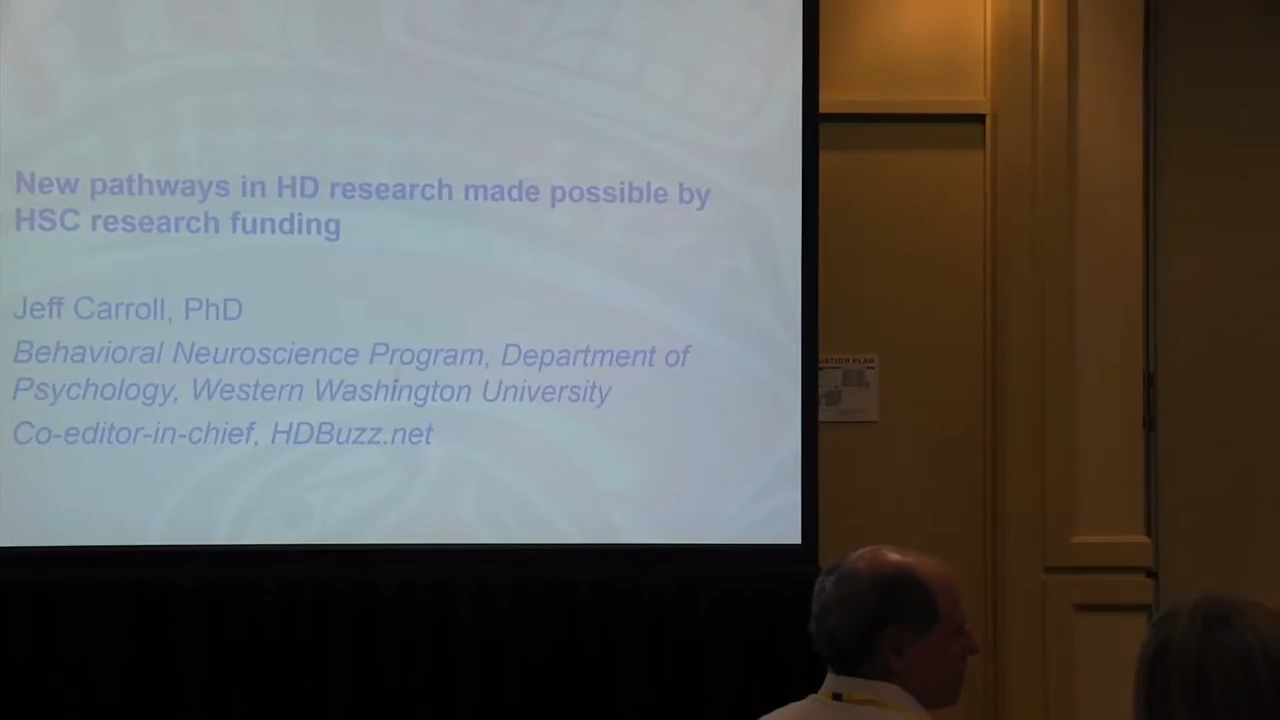 New pathways in HD research made possible by
HSC research funding
Jeff Carroll, PhD
Behavioral Neuroscience Program, Department of
Psychology, Western Washington University
Co-editor-in-chief, HDBuzz.net
PLAN